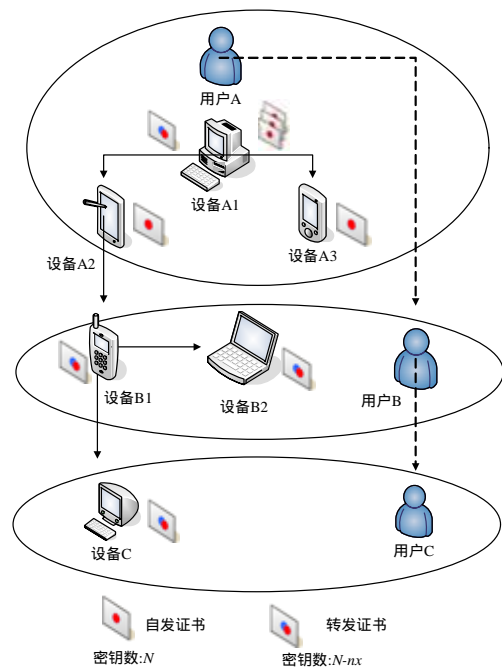 用户A
设备A1
设备A2
设备A3
设备B1
设备B2
用户B
设备C
用户C
自发证书
转发证书
密钥数:N
密钥数:N-nx